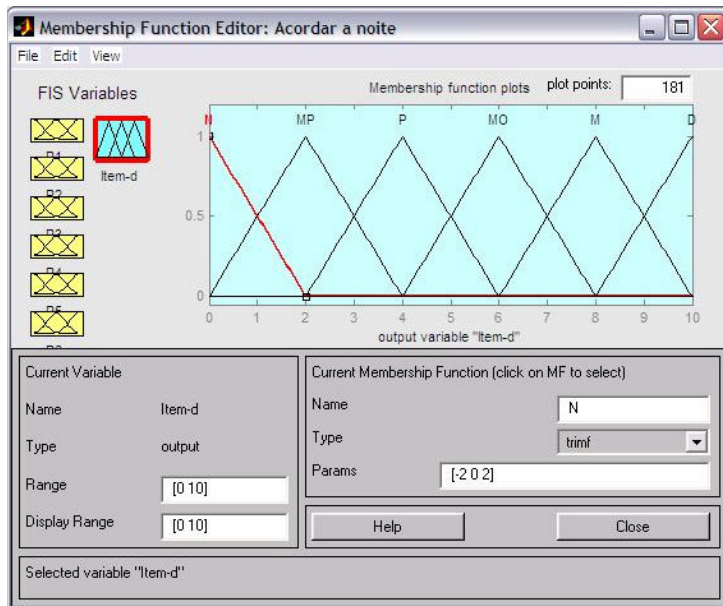 Membership Function Editor: Acordar a noite
File Edit View
FIS Variables
Membership function plots
plot points: 181
Item-d
N MP P MO M D
1
0.5
0
0 1 2 3 4 5 6 7 8 9 10
output variable "Item-d"
Current Variable
Name Item-d
Type output
Range [0 10]
Display Range [0 10]
Current Membership Function (click on MF to select)
Name N
Type trimf
Params [-2 0 2]
Help Close
Selected variable "Item-d"